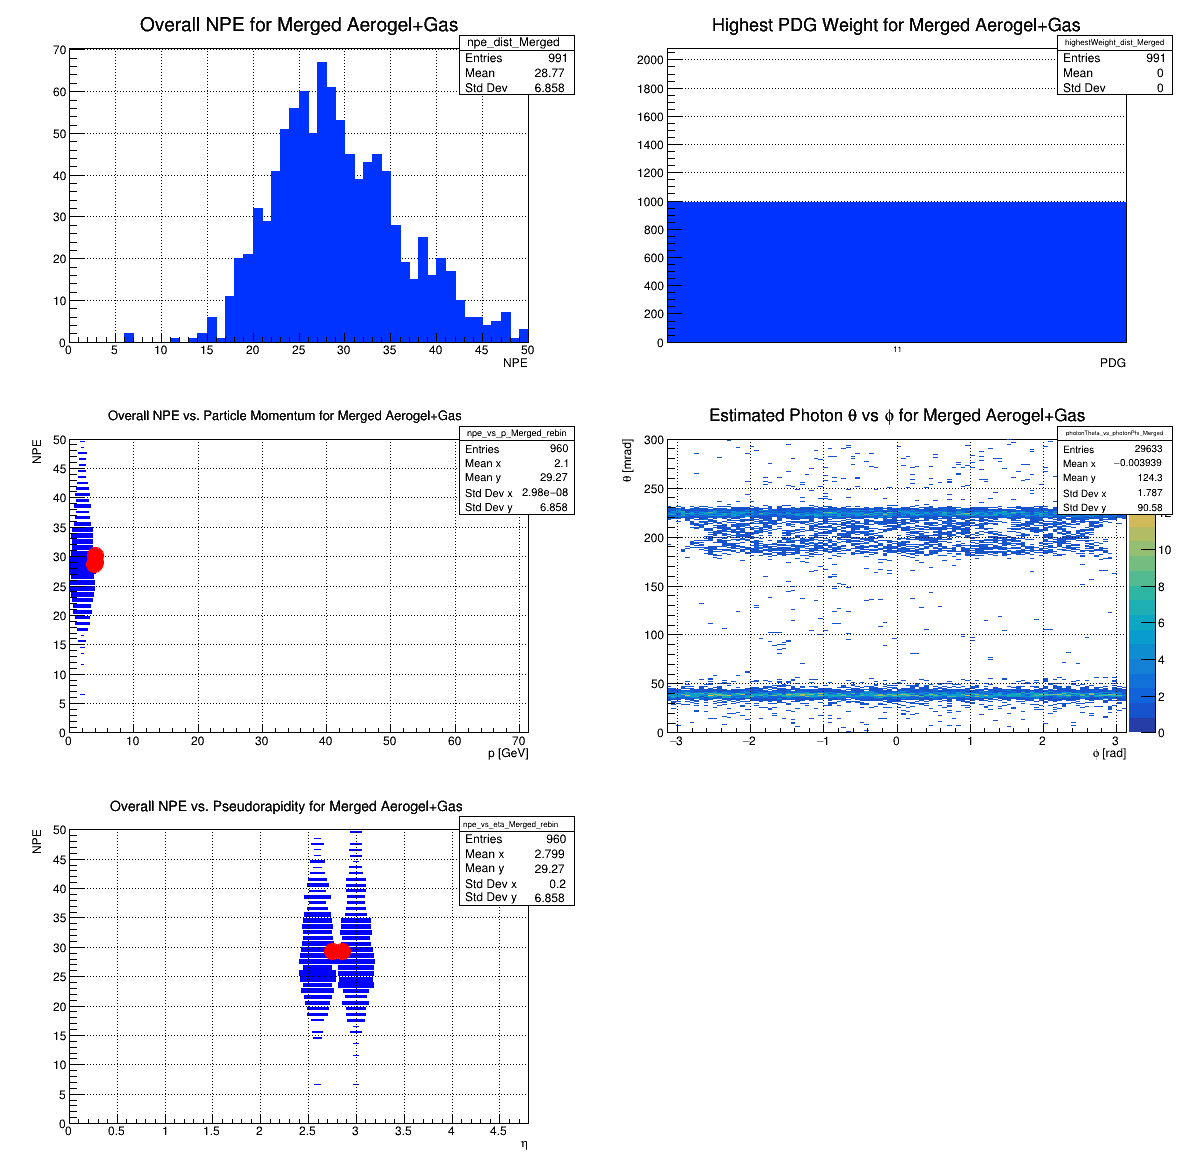 Overall NPE for Merged Aerogel+Gas
npe_dist_Merged
Entries 991
Mean 28.77
Std Dev 6.858
70
60
50
40
30
20
10
0
0 5 10 15 20 25 30 35 40 45 50
NPE
Highest PDG Weight for Merged Aerogel+Gas
highestWeight_dist_Merged
Entries 991
Mean 0
Std Dev 0
2000
1800
1600
1400
1200
1000
800
600
400
200
0
11
PDG
Overall NPE vs. Particle Momentum for Merged Aerogel+Gas
npe_vs_p_Merged_rebin
Entries 960
Mean x 2.1
Mean y 29.27
Std Dev x 2.98e−08
Std Dev y 6.858
NPE
50
45
40
35
30
25
20
15
10
5
0
0 10 20 30 40 50 60 70
p [GeV]
Estimated Photon θ vs ϕ for Merged Aerogel+Gas
photonTheta_vs_photonPhi_Merged
Entries 29633
Mean x −0.003939
Mean y 124.3
Std Dev x 1.787
Std Dev y 90.58
θ [mrad]
300
250
200
150
100
50
0
−3 −2 −1 0 1 2 3
ϕ [rad]
12
10
8
6
4
2
0
Overall NPE vs. Pseudorapidity for Merged Aerogel+Gas
npe_vs_eta_Merged_rebin
Entries 960
Mean x 2.799
Mean y 29.27
Std Dev x 0.2
Std Dev y 6.858
NPE
50
45
40
35
30
25
20
15
10
5
0
0 0.5 1 1.5 2 2.5 3 3.5 4 4.5
η